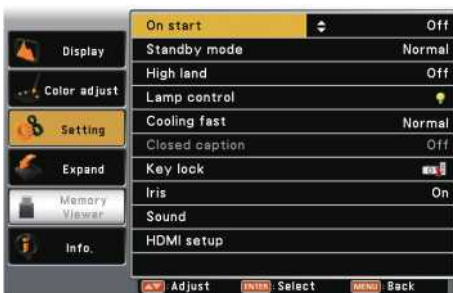 Display
Color adjust
Setting
Expand
Memory
Viewer
Info.
On start Off
Standby mode Normal
High land Off
Lamp control
Cooling fast Normal
Closed caption Off
Key lock
Iris On
Sound
HDMI setup
Adjust ENTER Select MENU Back